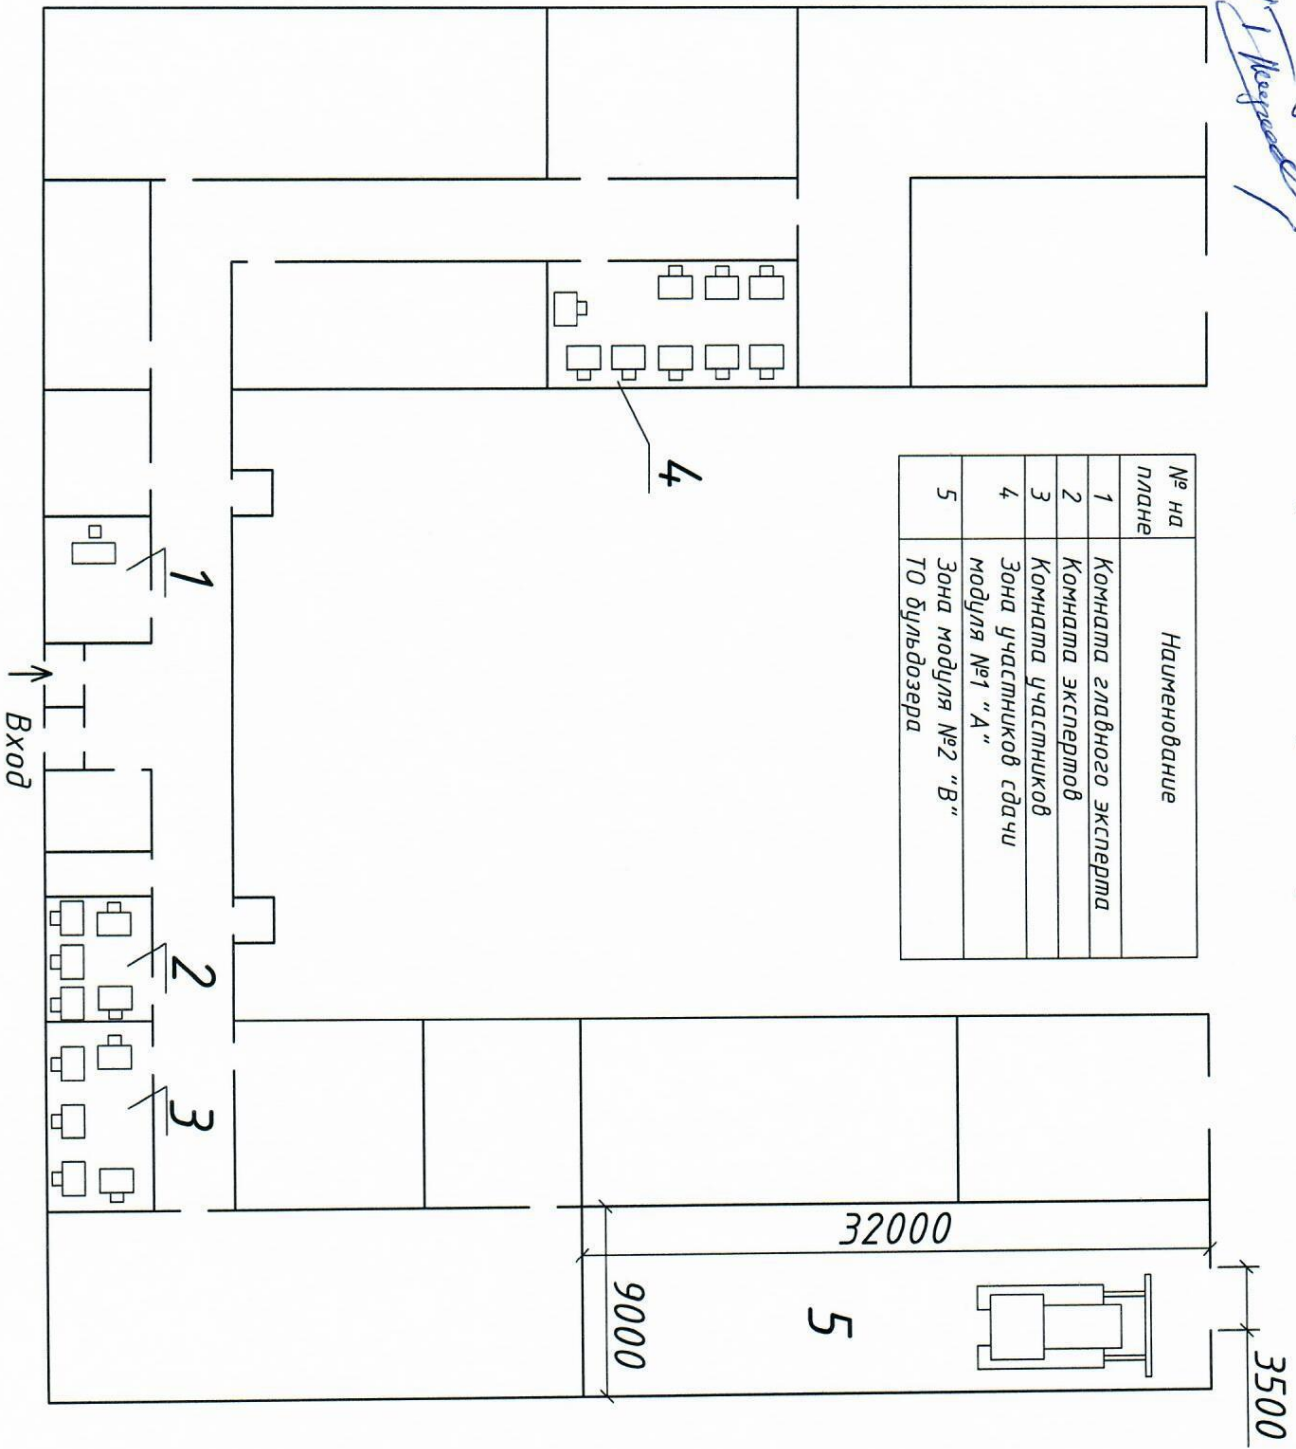 № на
плане
Наименование
1
Комната главного эксперта
2
Комната экспертов
3
Комната участников
4
Зона участников сдачи
модуля №1 "А"
5
Зона модуля №2 "В"
ТО бульдозера
4
1
2
3
5
Вход
32000
9000
3500